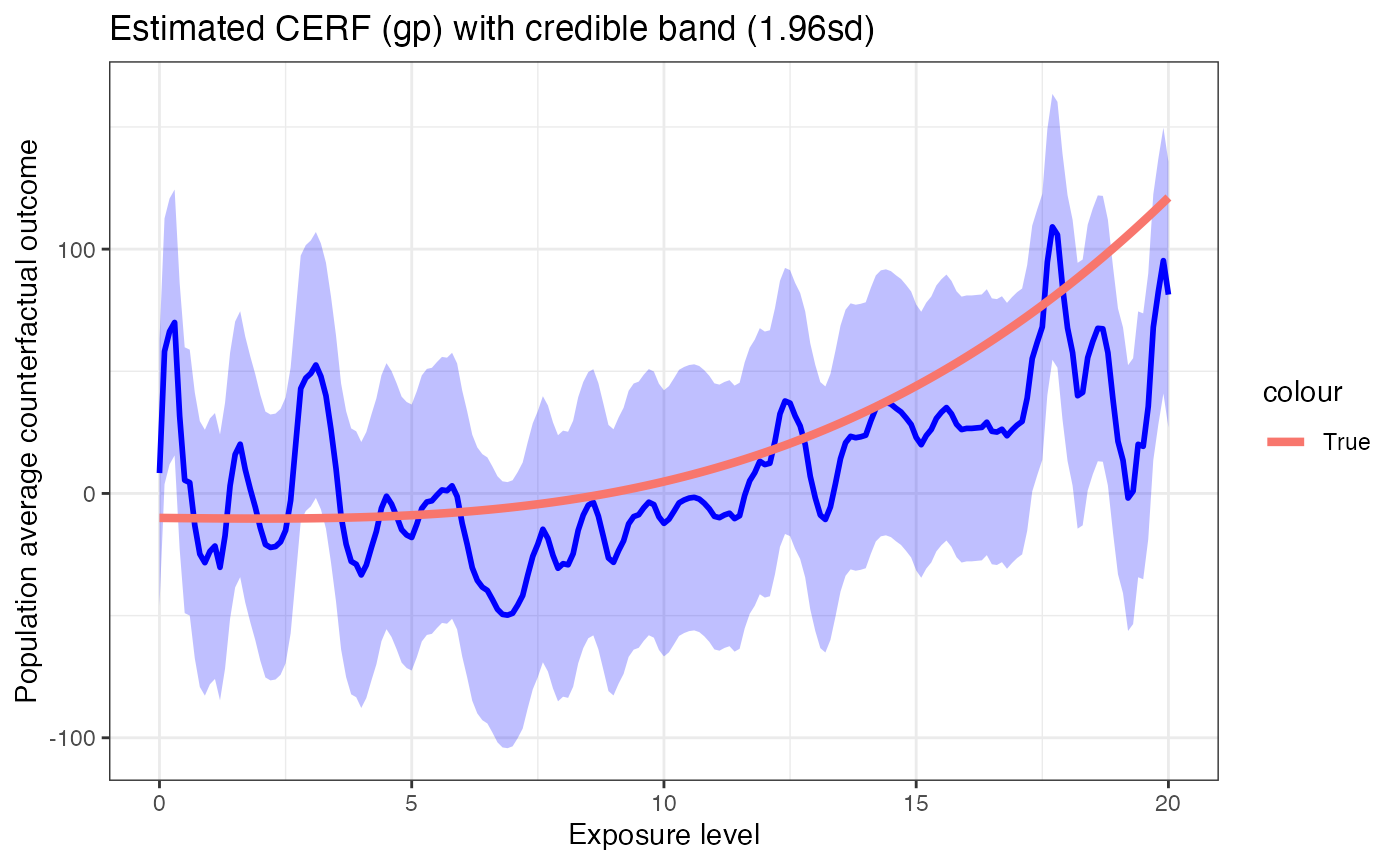 Estimated CERF (gp) with credible band (1.96sd)
Population average counterfactual outcome
100
0
-100
0
5
10
15
20
Exposure level
colour
True